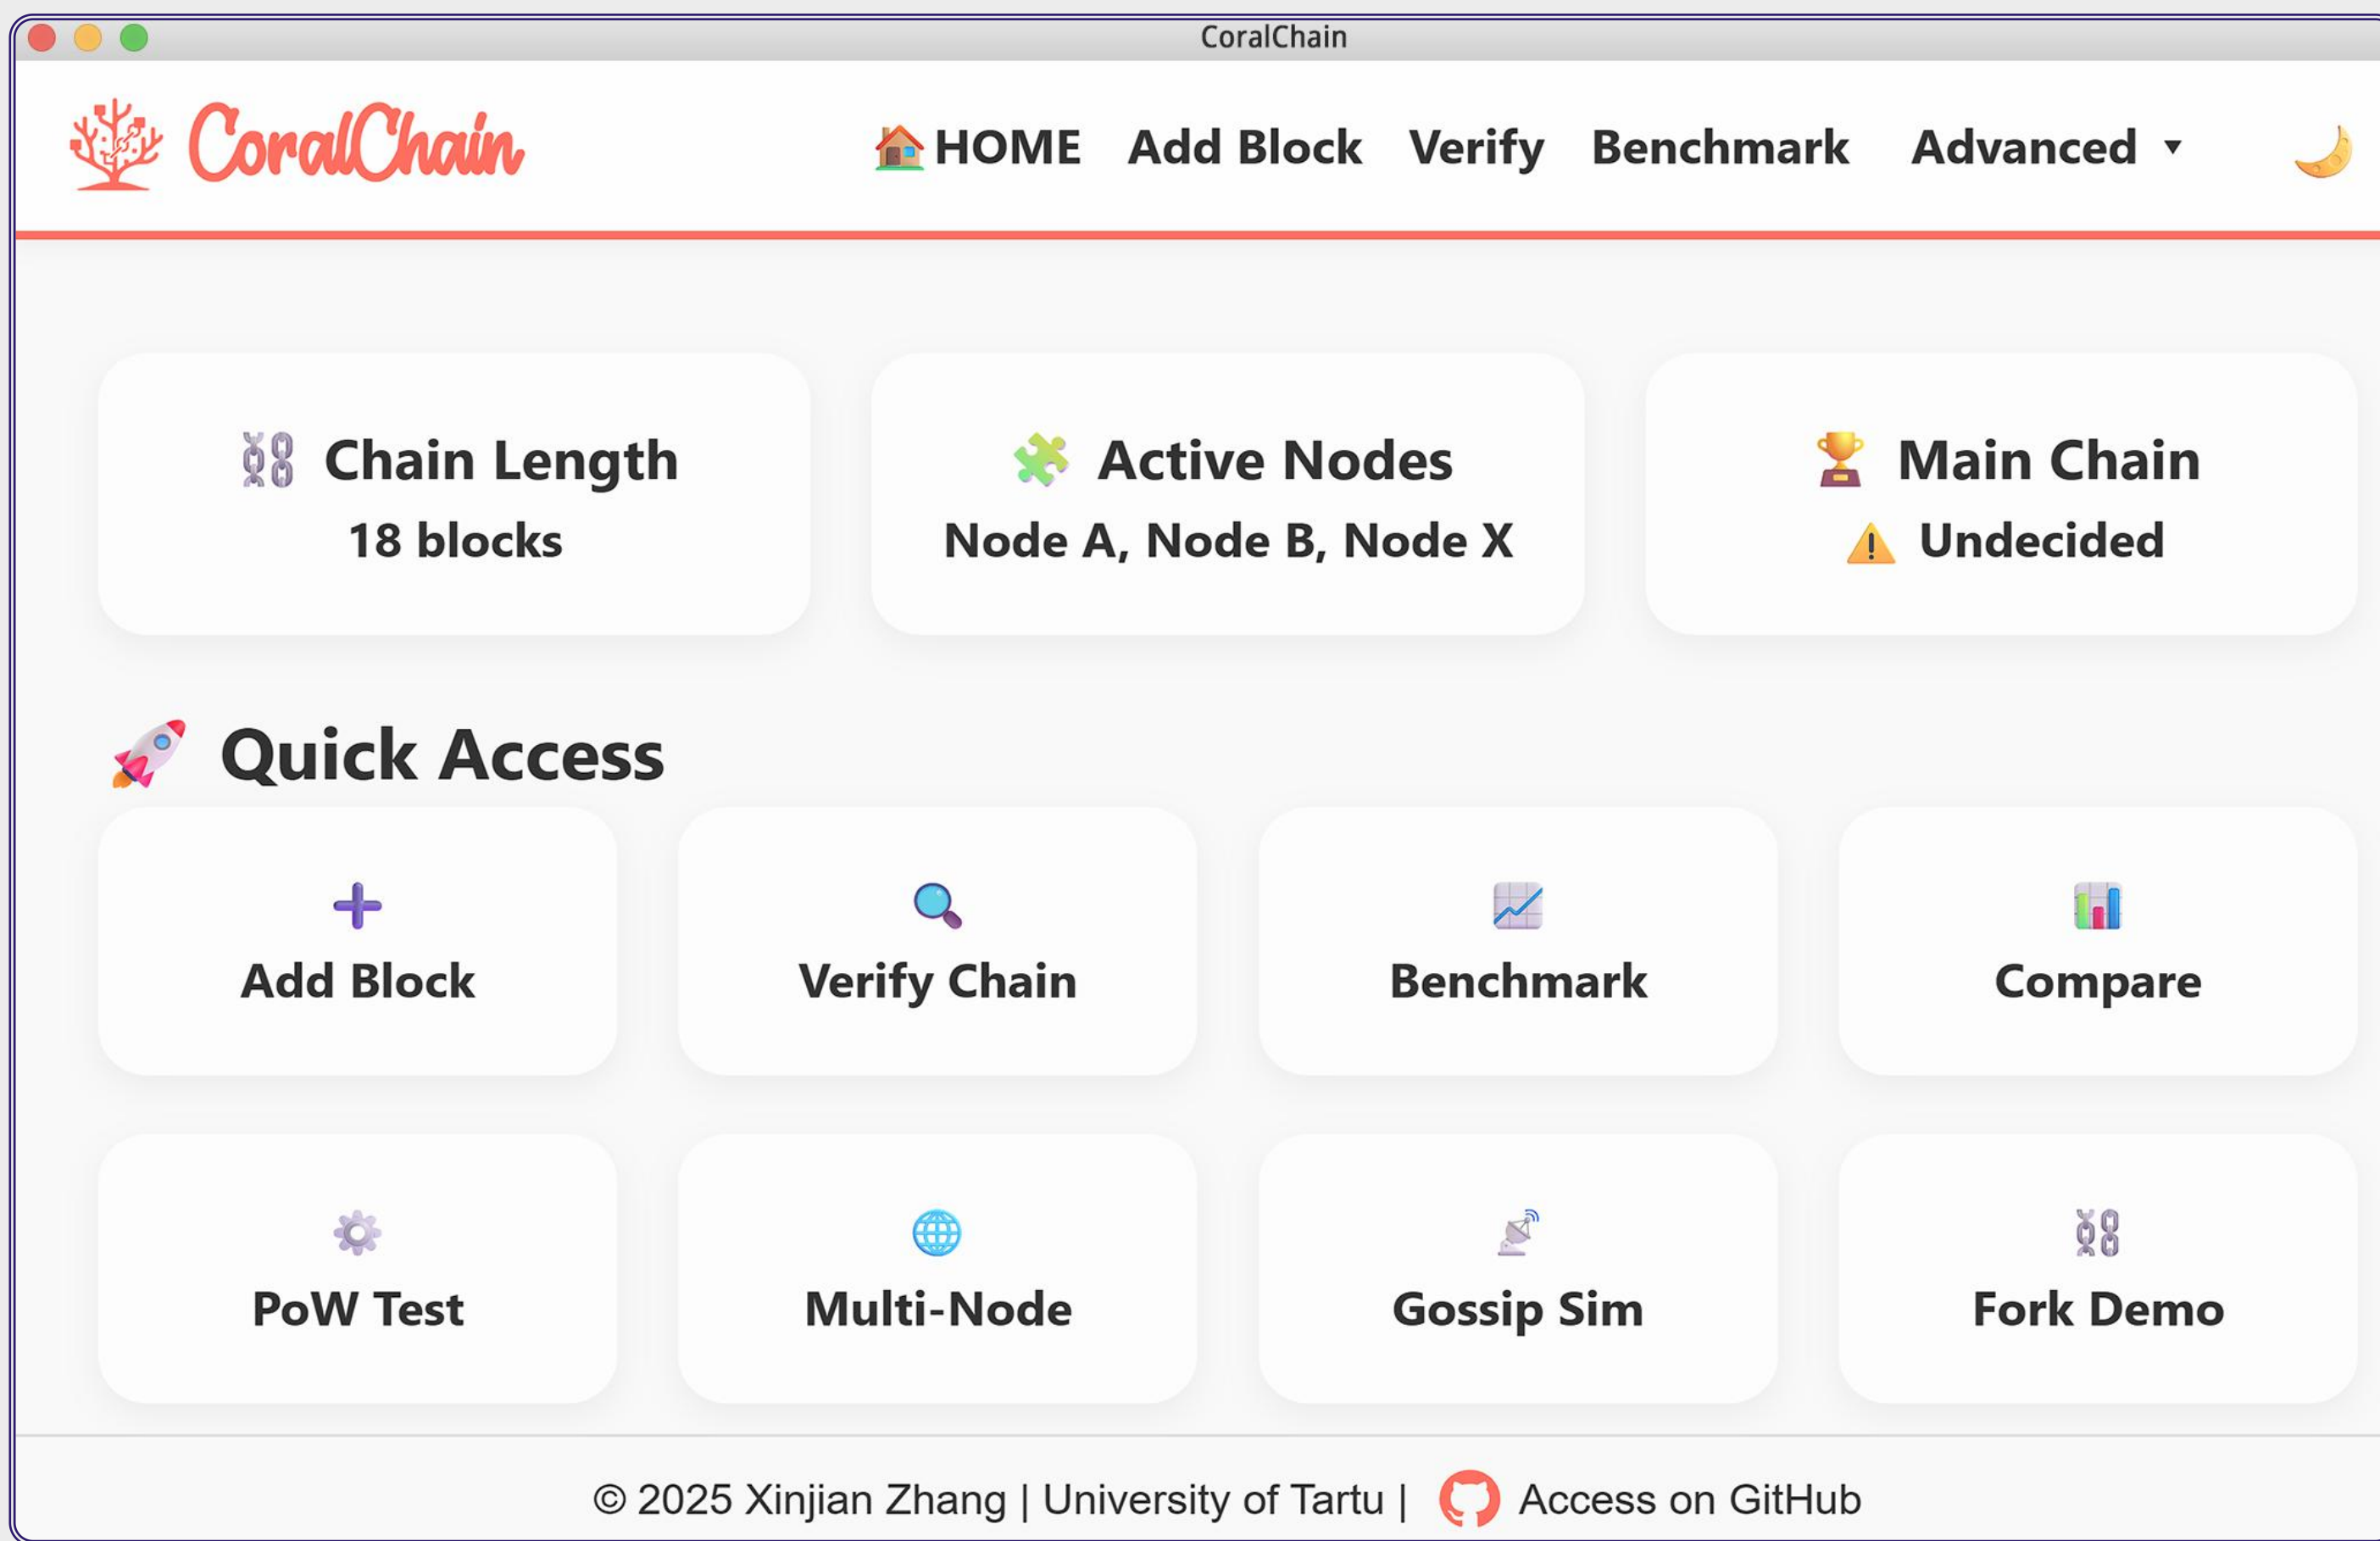 CoralChain
CoralChain
HOME Add Block Verify Benchmark Advanced ▼
Chain Length
18 blocks
Active Nodes
Node A, Node B, Node X
Main Chain
Undecided
Quick Access
Add Block
Verify Chain
Benchmark
Compare
PoW Test
Multi-Node
Gossip Sim
Fork Demo
© 2025 Xinjian Zhang | University of Tartu | Access on GitHub